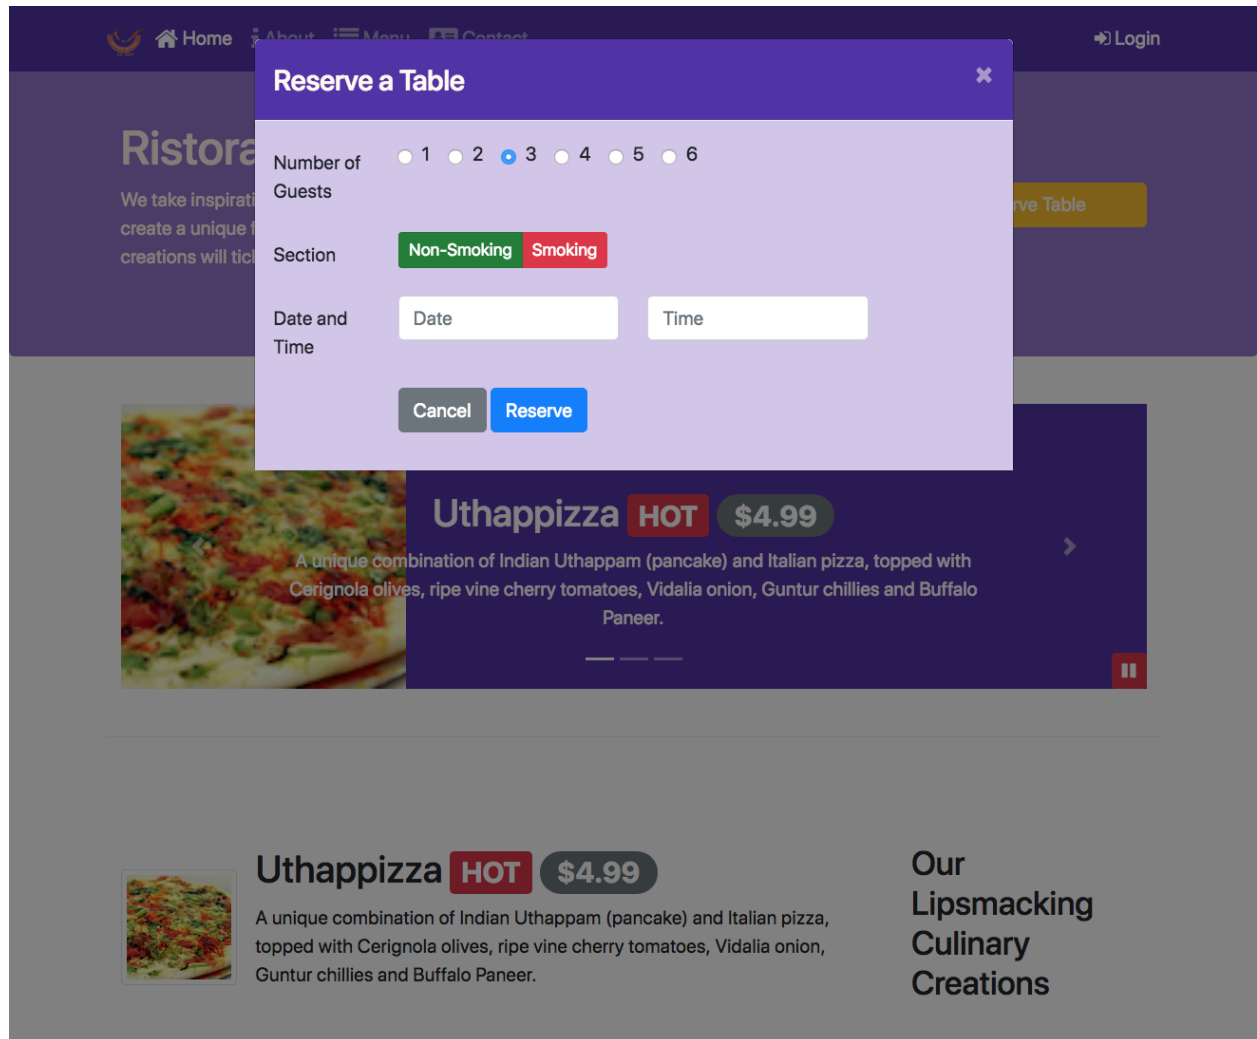 Home About Menu Contact Login
Reserve a Table ×
Number of Guests
1 2 3 4 5 6
Section
Non-Smoking Smoking
Date and Time
Date Time
Cancel Reserve
We take
create a unique
creations will
Table
Uthappizza HOT $4.99
A unique combination of Indian Uthappam (pancake) and Italian pizza, topped with
Cerignola olives, ripe vine cherry tomatoes, Vidalia onion, Guntur chillies and Buffalo
Paneer.
Uthappizza HOT $4.99
A unique combination of Indian Uthappam (pancake) and Italian pizza,
topped with Cerignola olives, ripe vine cherry tomatoes, Vidalia onion,
Guntur chillies and Buffalo Paneer.
Our
Lipsmacking
Culinary
Creations